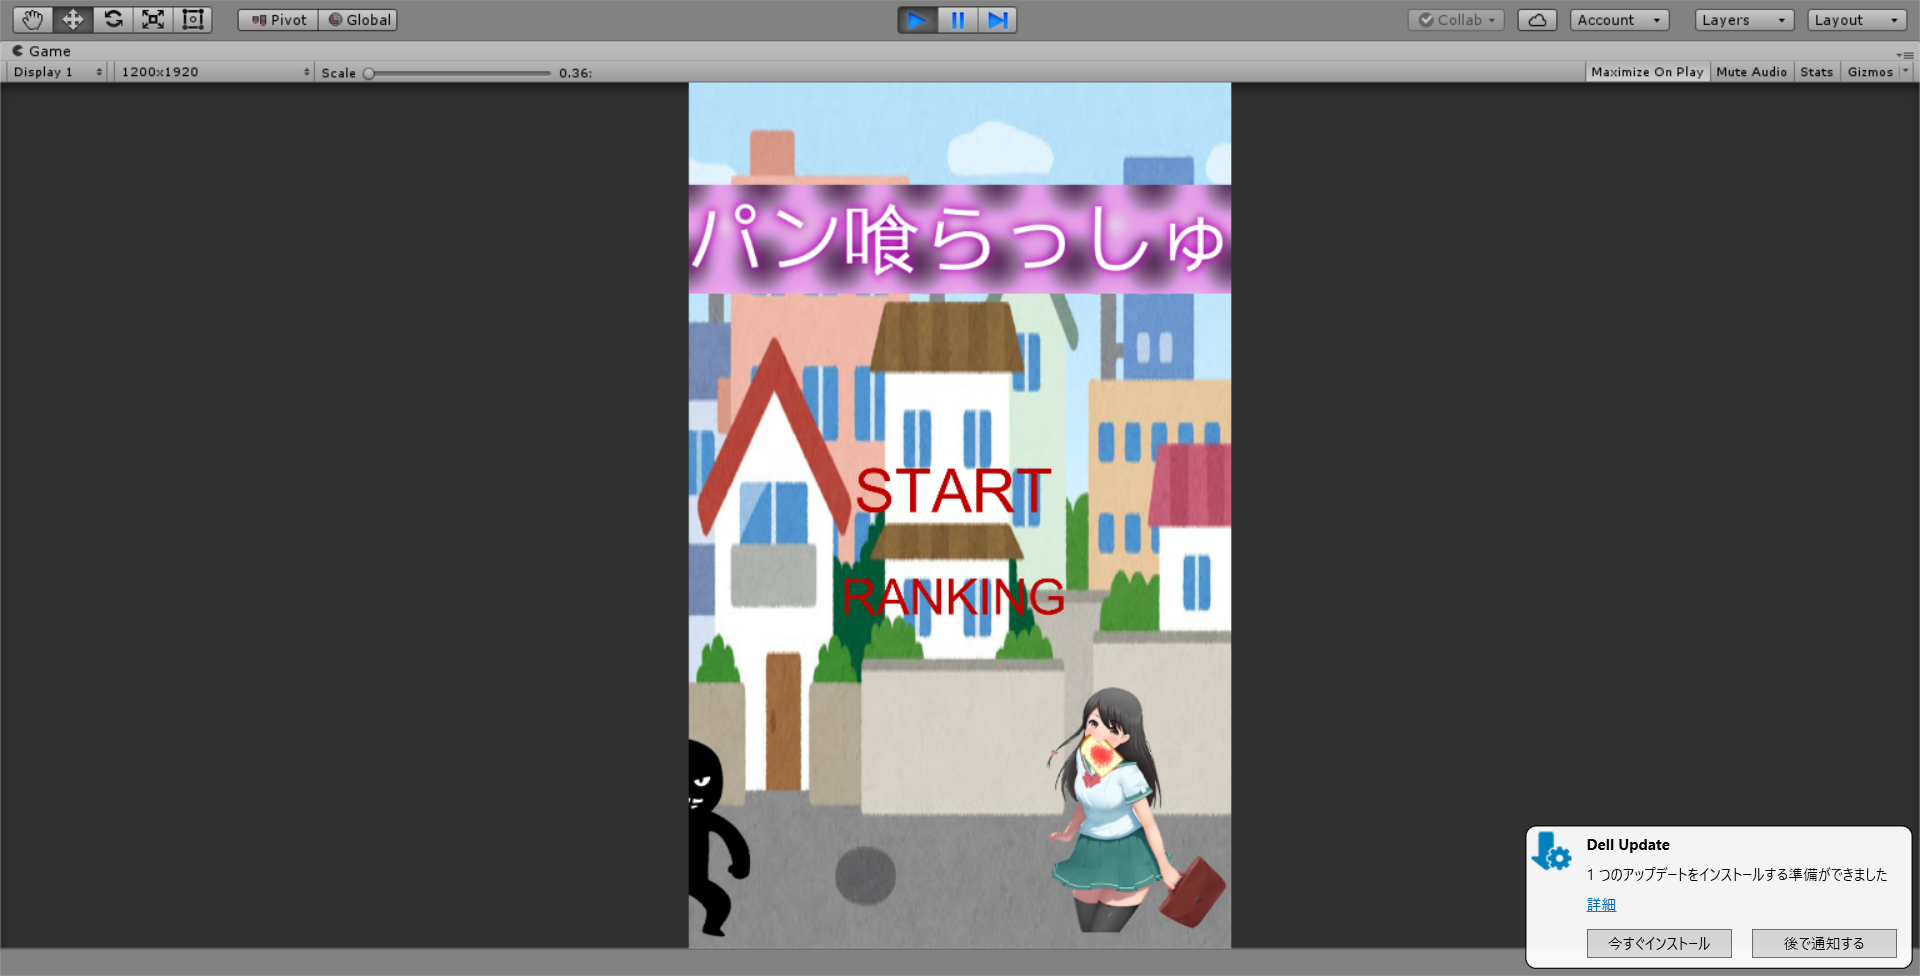 Pivot Global Collab Account Layers Layout
Game
Display 1 1200x1920 Scale 0.36: Maximize On Play Mute Audio Stats Gizmos
パン喰らっしゅ
START
RANKING
Dell Update
1 つのアップデートをインストールする準備ができました
詳細
今すぐインストール 後で通知する